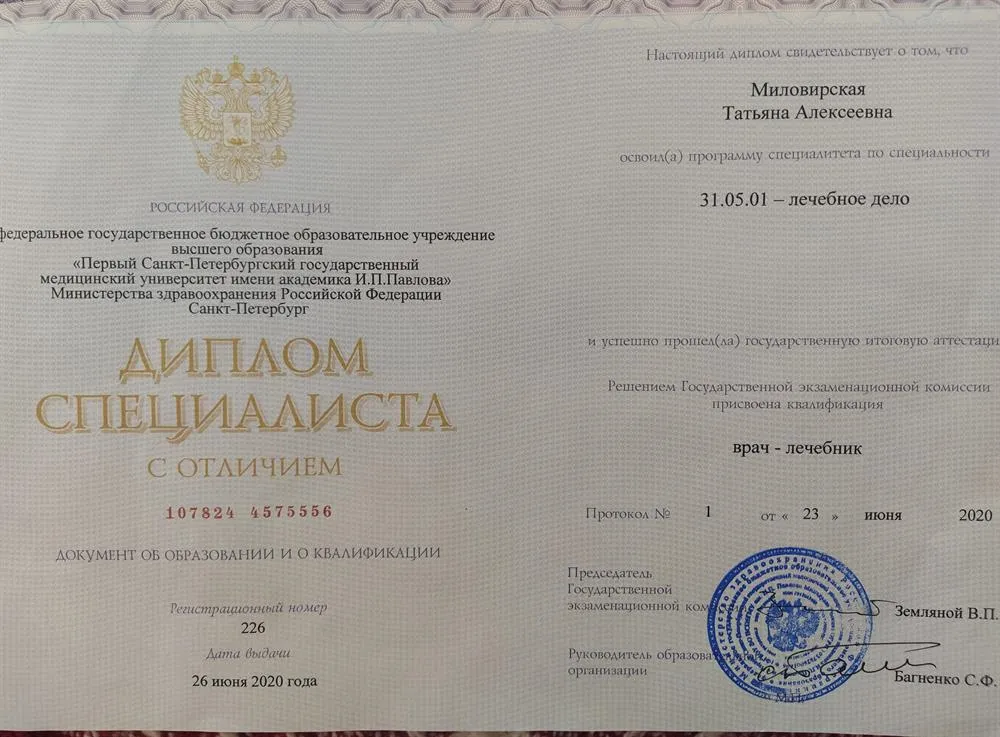 РОССИЙСКАЯ ФЕДЕРАЦИЯ
федеральное государственное бюджетное образовательное учреждение
высшего образования
«Первый Санкт-Петербургский государственный
медицинский университет имени академика И.П.Павлова»
Министерства здравоохранения Российской Федерации
Санкт-Петербург
ДИПЛОМ
СПЕЦИАЛИСТА
С ОТЛИЧИЕМ
107824 4575556
ДОКУМЕНТ ОБ ОБРАЗОВАНИИ И О КВАЛИФИКАЦИИ
Регистрационный номер
226
Дата выдачи
26 июня 2020 года
Настоящий диплом свидетельствует о том, что
Миловирская
Татьяна Алексеевна
освоил(а) программу специалитета по специальности
31.05.01 – лечебное дело
и успешно прошел(ла) государственную итоговую аттестаци
Решением Государственной экзаменационной комиссии
присвоена квалификация
врач - лечебник
Протокол № 1 от « 23 » июня 2020
Председатель
Государственной
экзаменационной ком
Земляной В.П.
Руководитель образова
организации
Багненко С.Ф.